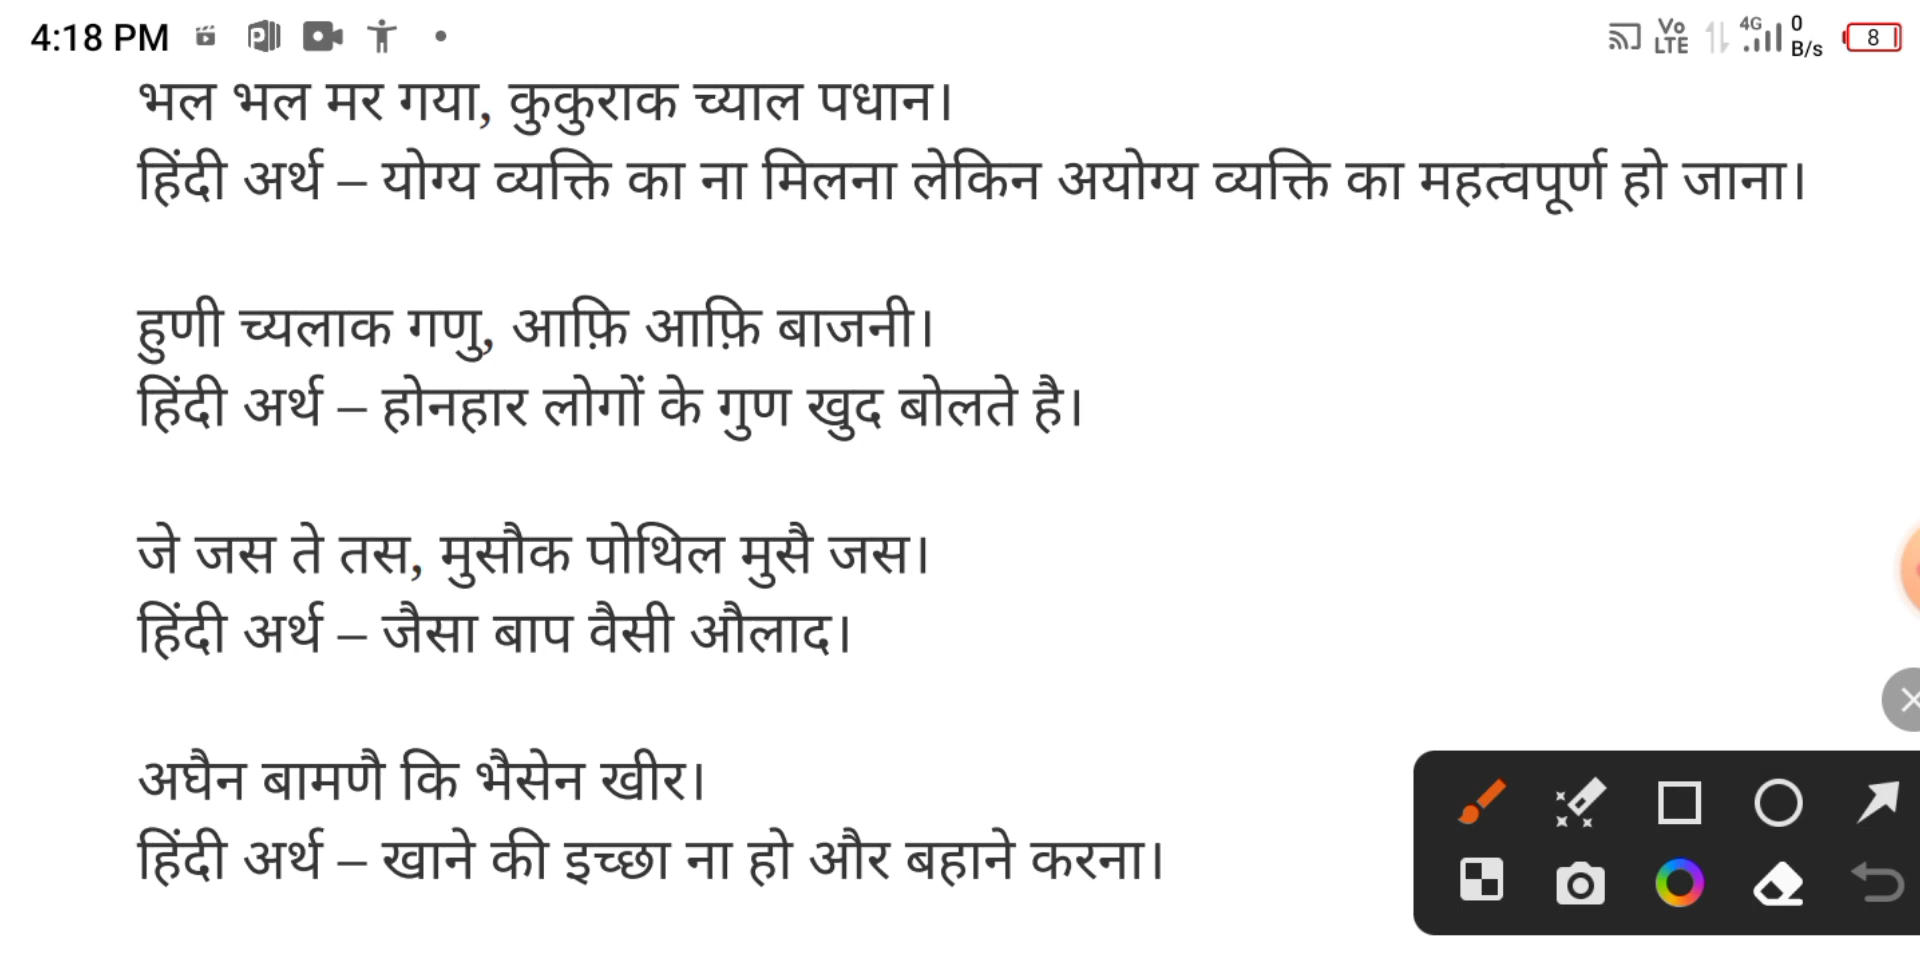 4:18 PM
Vo LTE 4G 0 B/s 8
भल भल मर गया, कुकुराक च्याल पधान।
हिंदी अर्थ – योग्य व्यक्ति का ना मिलना लेकिन अयोग्य व्यक्ति का महत्वपूर्ण हो जाना।
हुणी च्यलाक गणु, आफ़ि आफ़ि बाजनी।
हिंदी अर्थ – होनहार लोगों के गुण खुद बोलते है।
जे जस ते तस, मुसौक पोथिल मुसै जस।
हिंदी अर्थ – जैसा बाप वैसी औलाद।
अघैन बामणै कि भैसेन खीर।
हिंदी अर्थ – खाने की इच्छा ना हो और बहाने करना।